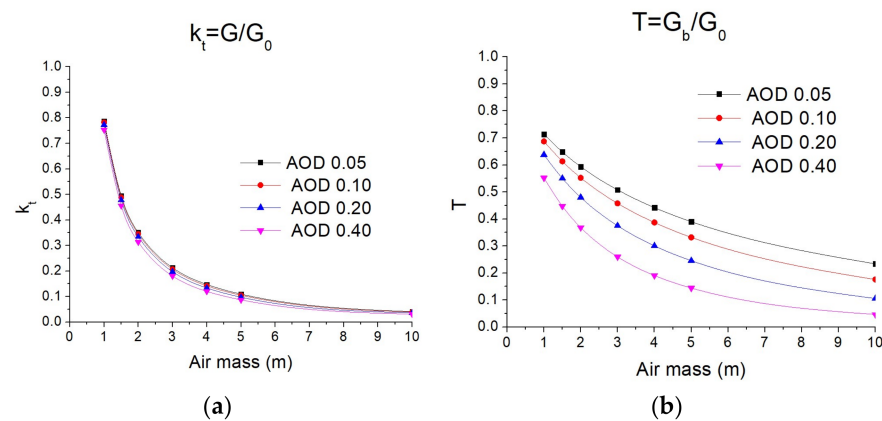 k_t=G/G_0
1.0
0.9
0.8
0.7
0.6
0.5
0.4
0.3
0.2
0.1
0.0
k_t
AOD 0.05
AOD 0.10
AOD 0.20
AOD 0.40
0 1 2 3 4 5 6 7 8 9 10
Air mass (m)
(a)
T=G_b/G_0
1.0
0.9
0.8
0.7
0.6
0.5
0.4
0.3
0.2
0.1
0.0
T
AOD 0.05
AOD 0.10
AOD 0.20
AOD 0.40
0 1 2 3 4 5 6 7 8 9 10
Air mass (m)
(b)